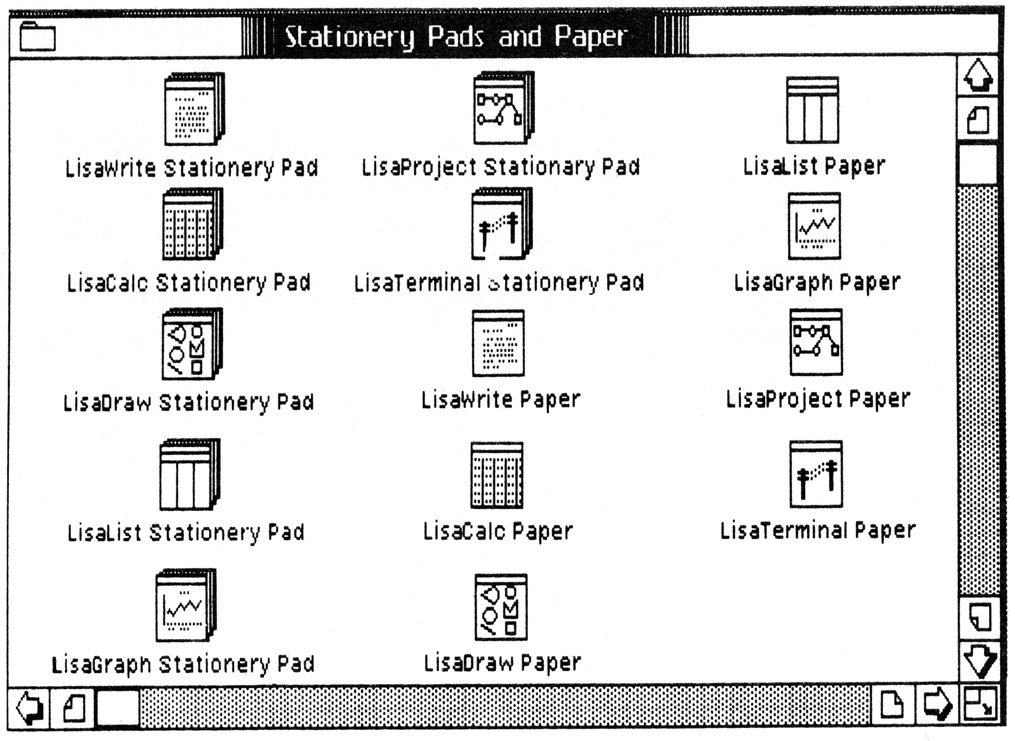 Stationery Pads and Paper
LisaWrite Stationery Pad
LisaProject Stationary Pad
LisaList Paper
LisaCalc Stationery Pad
LisaTerminal Stationery Pad
LisaGraph Paper
LisaDraw Stationery Pad
LisaWrite Paper
LisaProject Paper
LisaList Stationery Pad
LisaCalc Paper
LisaTerminal Paper
LisaGraph Stationery Pad
LisaDraw Paper